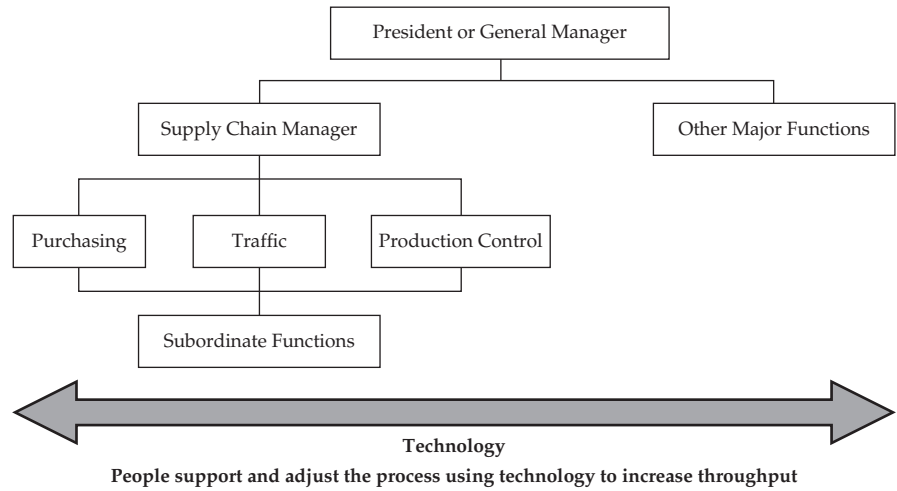 President or General Manager
Supply Chain Manager
Other Major Functions
Purchasing
Traffic
Production Control
Subordinate Functions
Technology
People support and adjust the process using technology to increase throughput